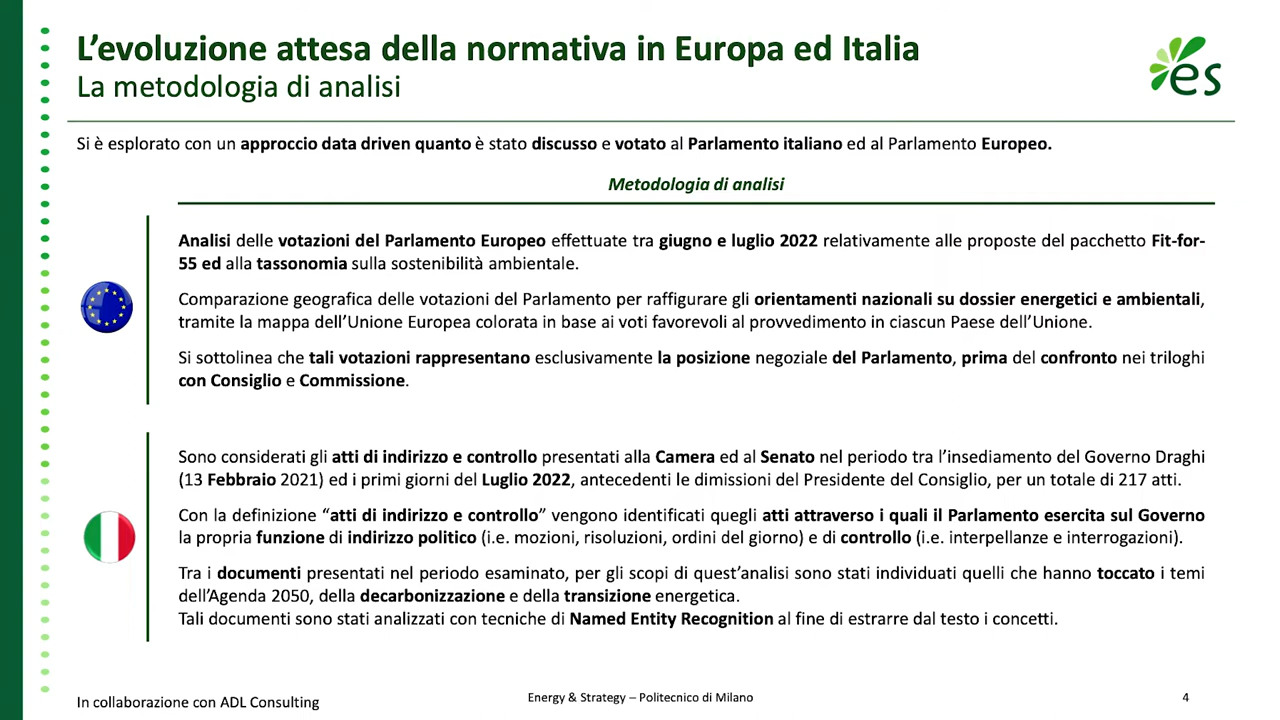 L’evoluzione attesa della normativa in Europa ed Italia
La metodologia di analisi
es
Si è esplorato con un approccio data driven quanto è stato discusso e votato al Parlamento italiano ed al Parlamento Europeo.
Metodologia di analisi
Analisi delle votazioni del Parlamento Europeo effettuate tra giugno e luglio 2022 relativamente alle proposte del pacchetto Fit-for-
55 ed alla tassonomia sulla sostenibilità ambientale.
Comparazione geografica delle votazioni del Parlamento per raffigurare gli orientamenti nazionali su dossier energetici e ambientali,
tramite la mappa dell’Unione Europea colorata in base ai voti favorevoli al provvedimento in ciascun Paese dell’Unione.
Si sottolinea che tali votazioni rappresentano esclusivamente la posizione negoziale del Parlamento, prima del confronto nei triloghi
con Consiglio e Commissione.
Sono considerati gli atti di indirizzo e controllo presentati alla Camera ed al Senato nel periodo tra l’insediamento del Governo Draghi
(13 Febbraio 2021) ed i primi giorni del Luglio 2022, antecedenti le dimissioni del Presidente del Consiglio, per un totale di 217 atti.
Con la definizione “atti di indirizzo e controllo” vengono identificati quegli atti attraverso i quali il Parlamento esercita sul Governo
la propria funzione di indirizzo politico (i.e. mozioni, risoluzioni, ordini del giorno) e di controllo (i.e. interpellanze e interrogazioni).
Tra i documenti presentati nel periodo esaminato, per gli scopi di quest’analisi sono stati individuati quelli che hanno toccato i temi
dell’Agenda 2050, della decarbonizzazione e della transizione energetica.
Tali documenti sono stati analizzati con tecniche di Named Entity Recognition al fine di estrarre dal testo i concetti.
In collaborazione con ADL Consulting
Energy & Strategy – Politecnico di Milano
4